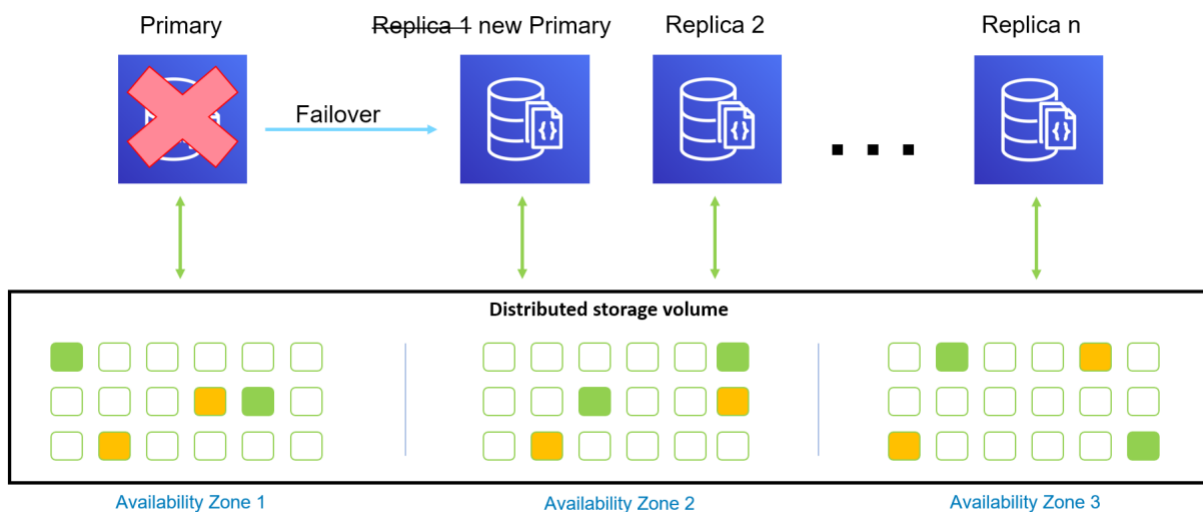 Primary
Replica 1 new Primary
Replica 2
Replica n
Failover
{ }
{ }
{ }
Distributed storage volume
Availability Zone 1
Availability Zone 2
Availability Zone 3